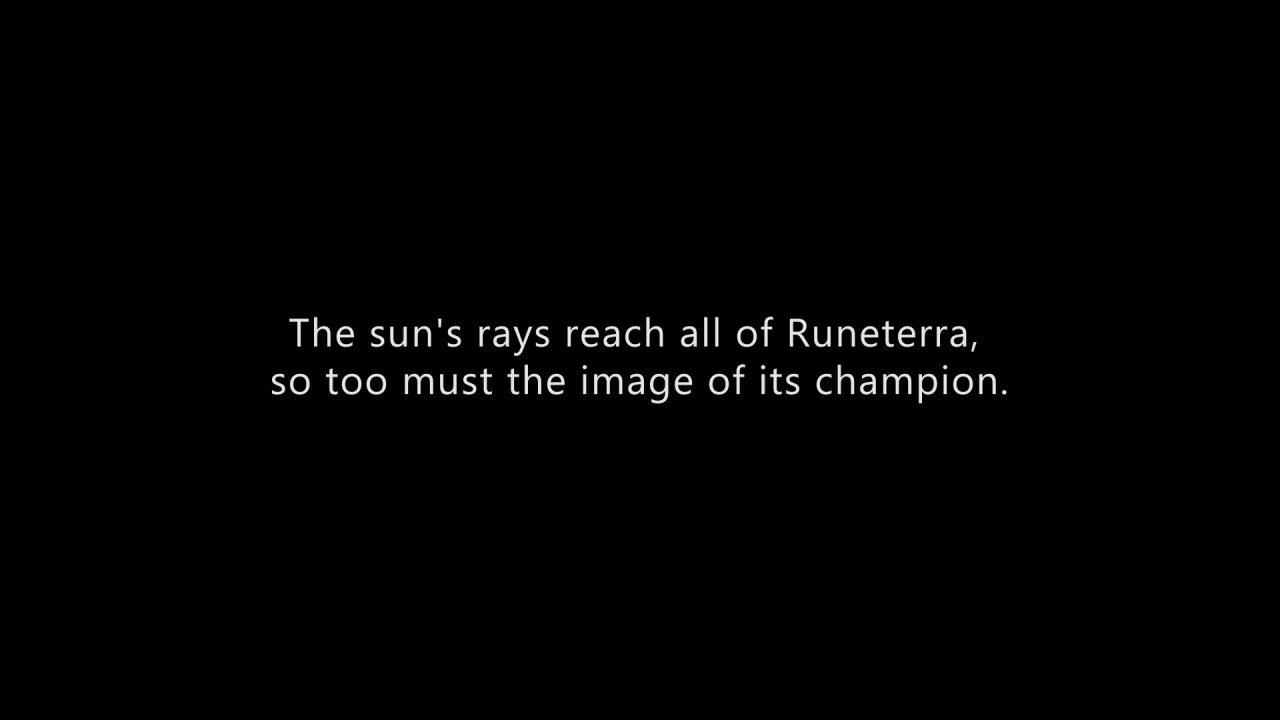 The sun's rays reach all of Runeterra,
so too must the image of its champion.